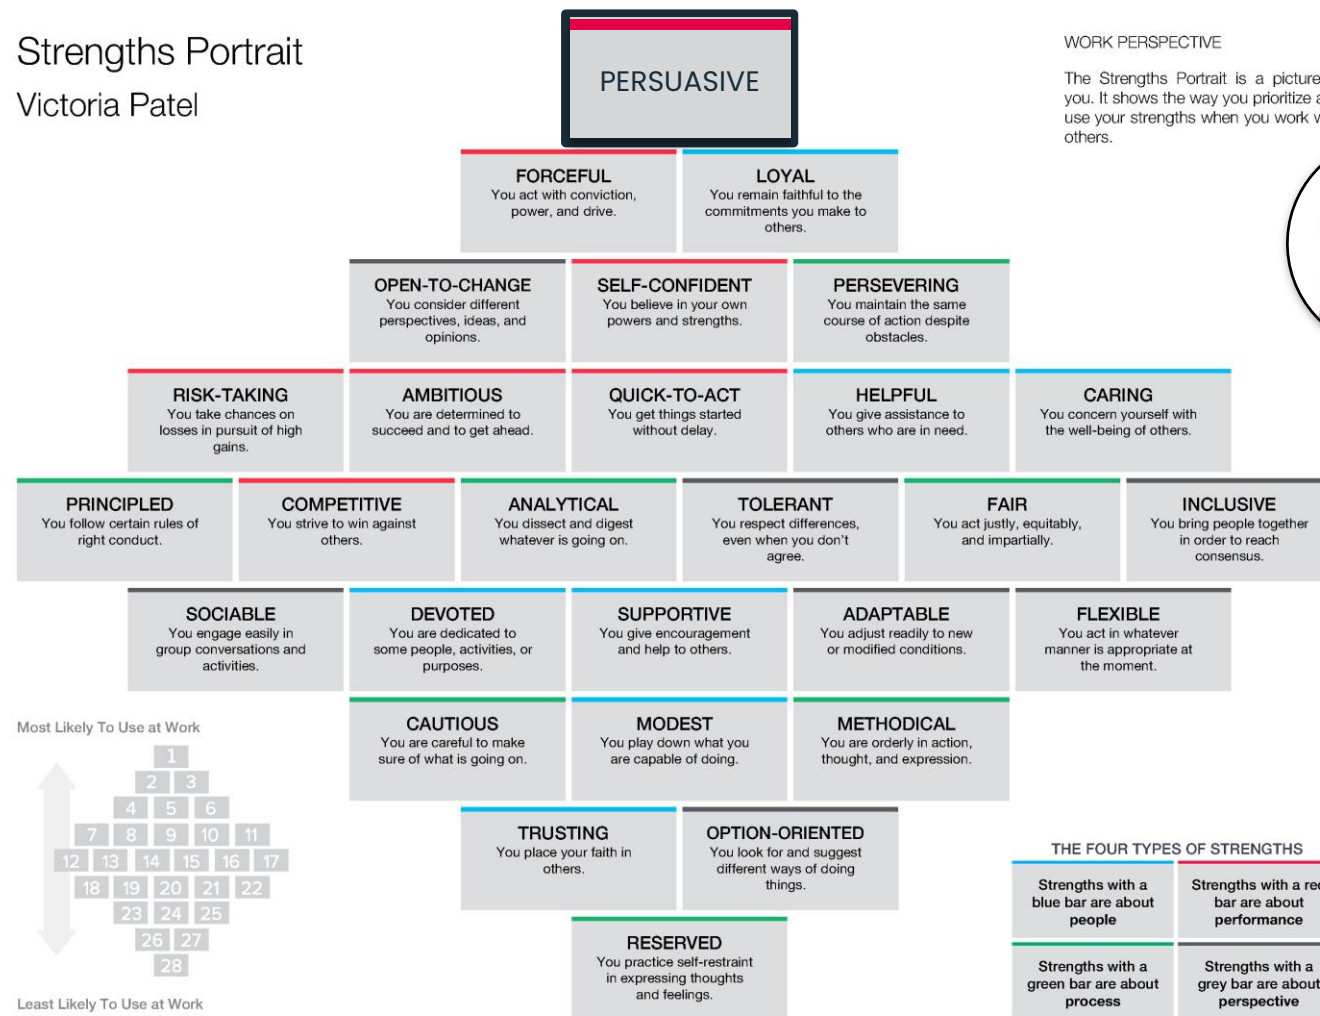 Strengths Portrait
Victoria Patel
PERSUASIVE
WORK PERSPECTIVE
The Strengths Portrait is a picture
you. It shows the way you prioritize
use your strengths when you work
others.
FORCEFUL
You act with conviction,
power, and drive.
LOYAL
You remain faithful to the
commitments you make to
others.
OPEN-TO-CHANGE
You consider different
perspectives, ideas, and
opinions.
SELF-CONFIDENT
You believe in your own
powers and strengths.
PERSEVERING
You maintain the same
course of action despite
obstacles.
RISK-TAKING
You take chances on
losses in pursuit of high
gains.
AMBITIOUS
You are determined to
succeed and to get ahead.
QUICK-TO-ACT
You get things started
without delay.
HELPFUL
You give assistance to
others who are in need.
CARING
You concern yourself with
the well-being of others.
PRINCIPLED
You follow certain rules of
right conduct.
COMPETITIVE
You strive to win against
others.
ANALYTICAL
You dissect and digest
whatever is going on.
TOLERANT
You respect differences,
even when you don't
agree.
FAIR
You act justly, equitably,
and impartially.
INCLUSIVE
You bring people together
in order to reach
consensus.
SOCIABLE
You engage easily in
group conversations and
activities.
DEVOTED
You are dedicated to
some people, activities, or
purposes.
SUPPORTIVE
You give encouragement
and help to others.
ADAPTABLE
You adjust readily to new
or modified conditions.
FLEXIBLE
You act in whatever
manner is appropriate at
the moment.
CAUTIOUS
You are careful to make
sure of what is going on.
MODEST
You play down what you
are capable of doing.
METHODICAL
You are orderly in action,
thought, and expression.
TRUSTING
You place your faith in
others.
OPTION-ORIENTED
You look for and suggest
different ways of doing
things.
RESERVED
You practice self-restraint
in expressing thoughts
and feelings.
Most Likely To Use at Work
1
2 3
4 5 6
7 8 9 10 11
12 13 14 15 16 17
18 19 20 21 22
23 24 25
26 27
28
Least Likely To Use at Work
THE FOUR TYPES OF STRENGTHS
Strengths with a
blue bar are about
people
Strengths with a red
bar are about
performance
Strengths with a
green bar are about
process
Strengths with a
grey bar are about
perspective